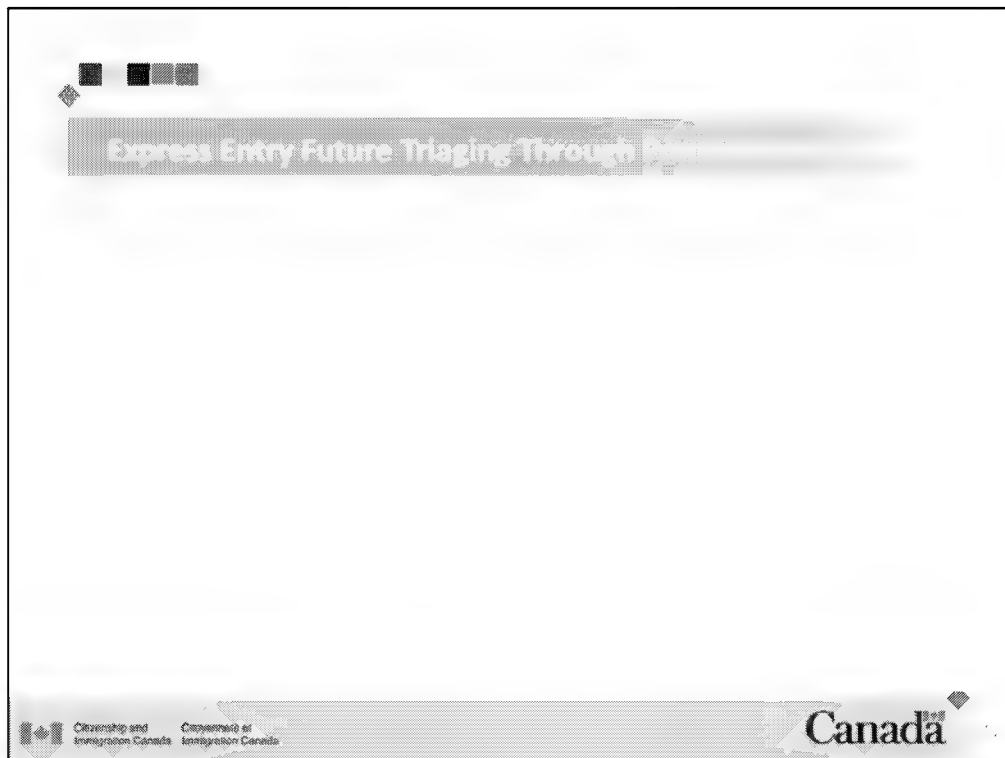 Express Entry Future Triaging Through
Citizenship and Immigration Canada
Citoyenneté et Immigration Canada
Canada